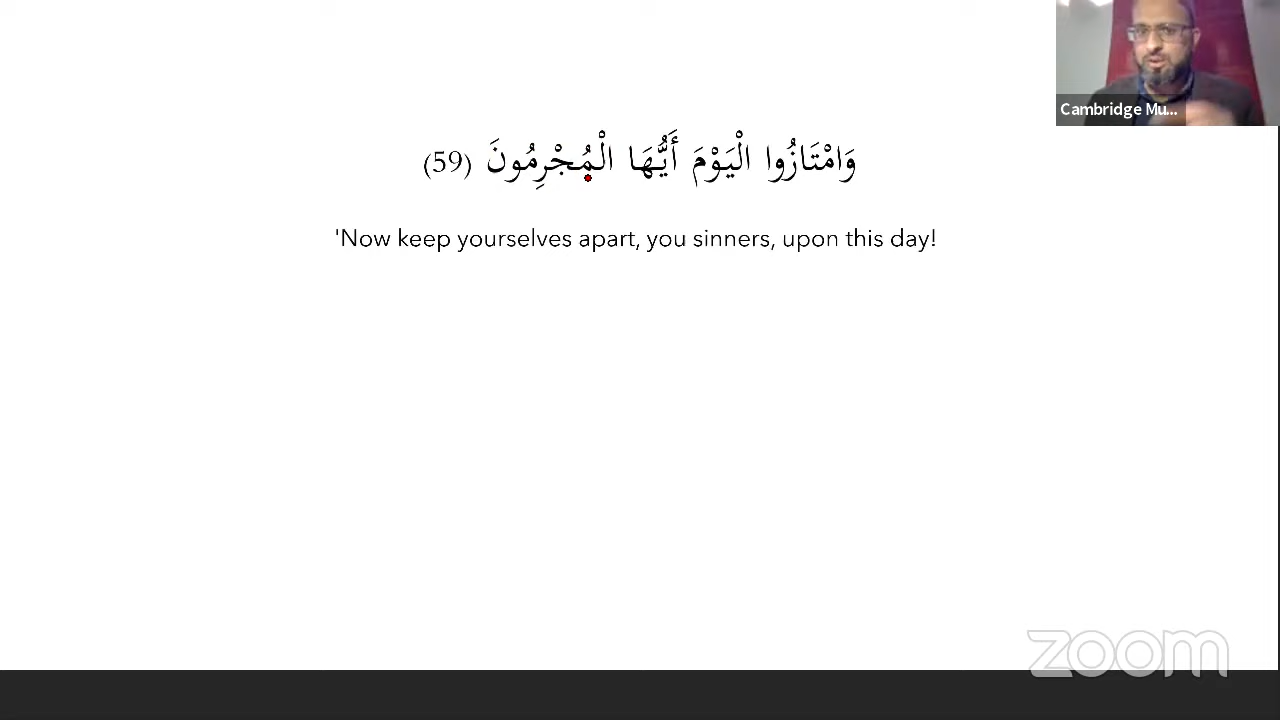 Cambridge Mu...
وَامْتَازُوا الْيَوْمَ أَيُّهَا الْمُجْرِمُونَ (59)
'Now keep yourselves apart, you sinners, upon this day!
zoom